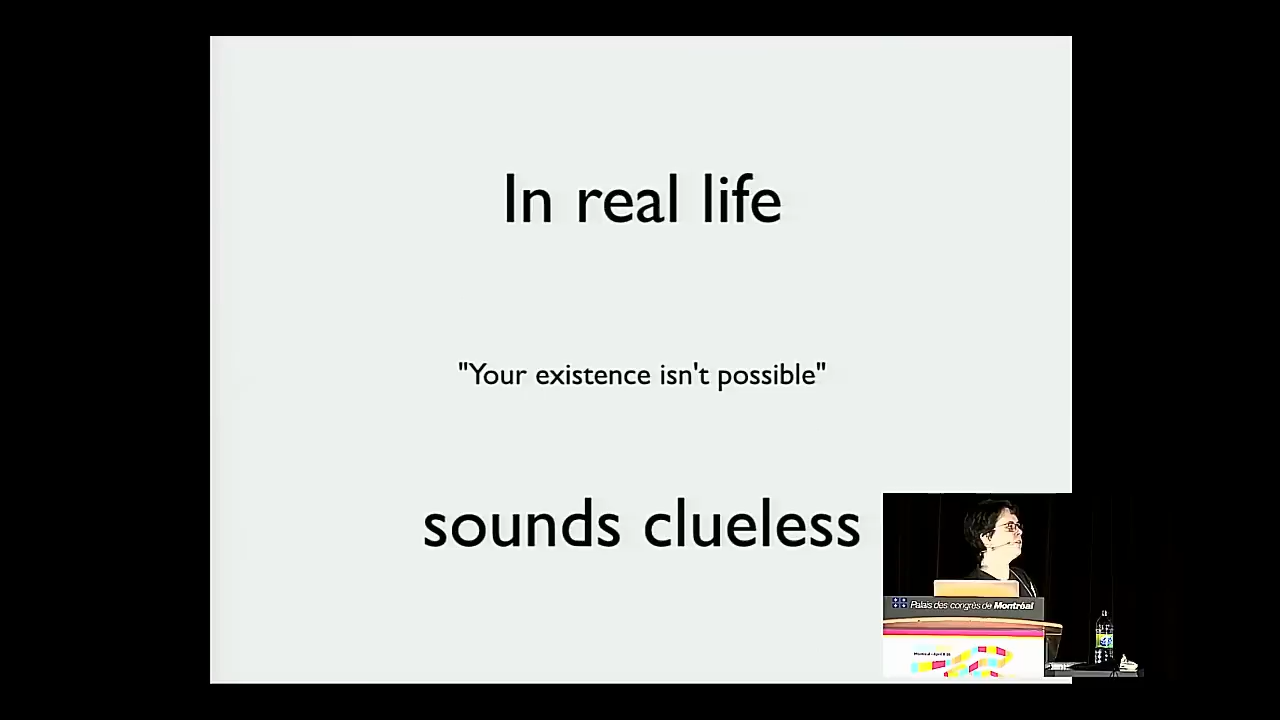 In real life
"Your existence isn't possible"
sounds clueless
Palais des congrès de Montréal